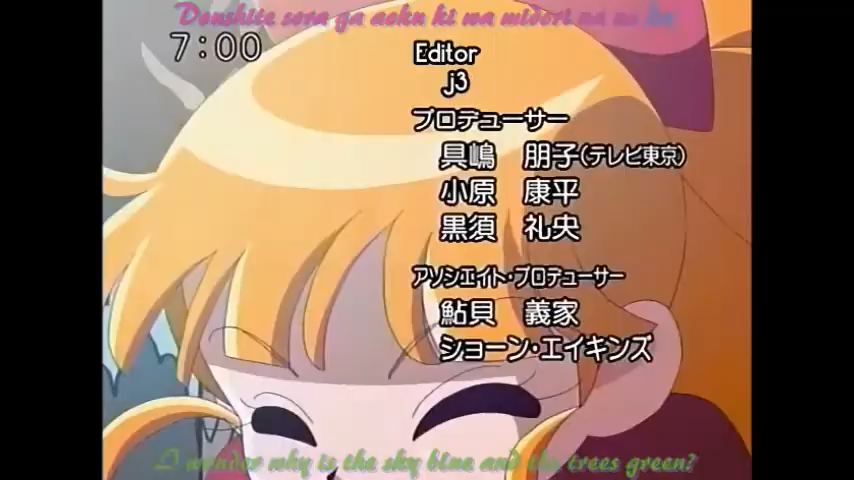 Doushite sora ga aoku ki wa midori na no ka
7:00
Editor
j3
プロデューサー
具嶋 朋子(テレビ東京)
小原 康平
黒須 礼央
アソシエイト・プロデューサー
鮎貝 義家
ショーン・エイキンズ
I wonder why is the sky blue and the trees green?